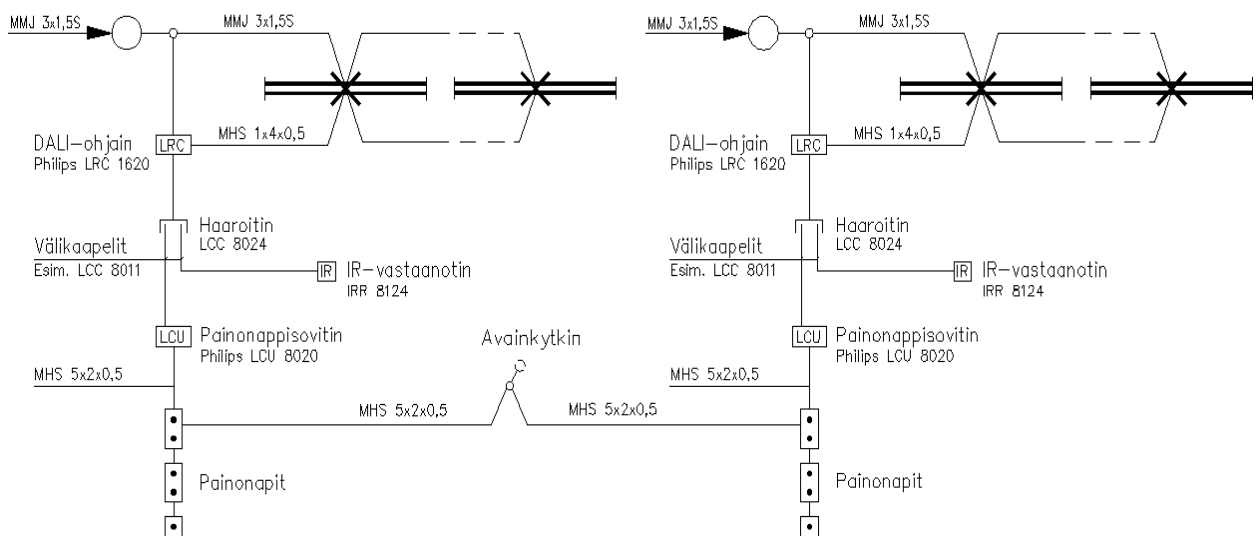 MMJ 3x1,5S
MMJ 3x1,5S
DALI-ohjain
Philips LRC 1620
LRC
MHS 1x4x0,5
Haaroitin
LCC 8024
Välikaapelit
Esim. LCC 8011
IR
IR-vastaanotin
IRR 8124
LCU
Painonappisovitin
Philips LCU 8020
MHS 5x2x0,5
MHS 5x2x0,5
Painonapit
Avainkytkin
MMJ 3x1,5S
MMJ 3x1,5S
DALI-ohjain
Philips LRC 1620
LRC
MHS 1x4x0,5
Haaroitin
LCC 8024
Välikaapelit
Esim. LCC 8011
IR
IR-vastaanotin
IRR 8124
LCU
Painonappisovitin
Philips LCU 8020
MHS 5x2x0,5
MHS 5x2x0,5
Painonapit